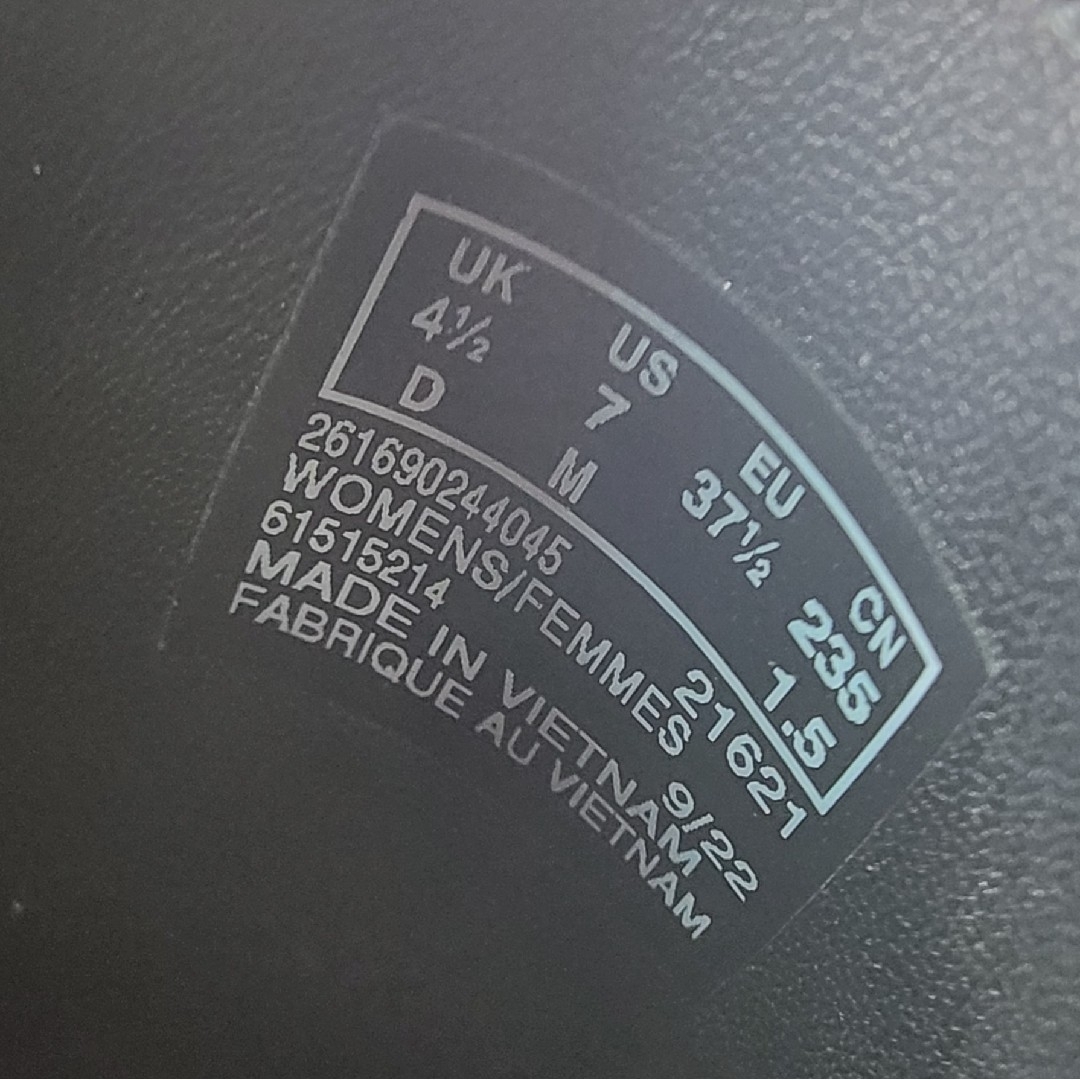 UK US EU CN
4½ 7 37½ 235
D M 1.5
261690244045 21621
WOMENS/FEMMES
61515214 9/22
MADE IN VIETNAM
FABRIQUE AU VIETNAM